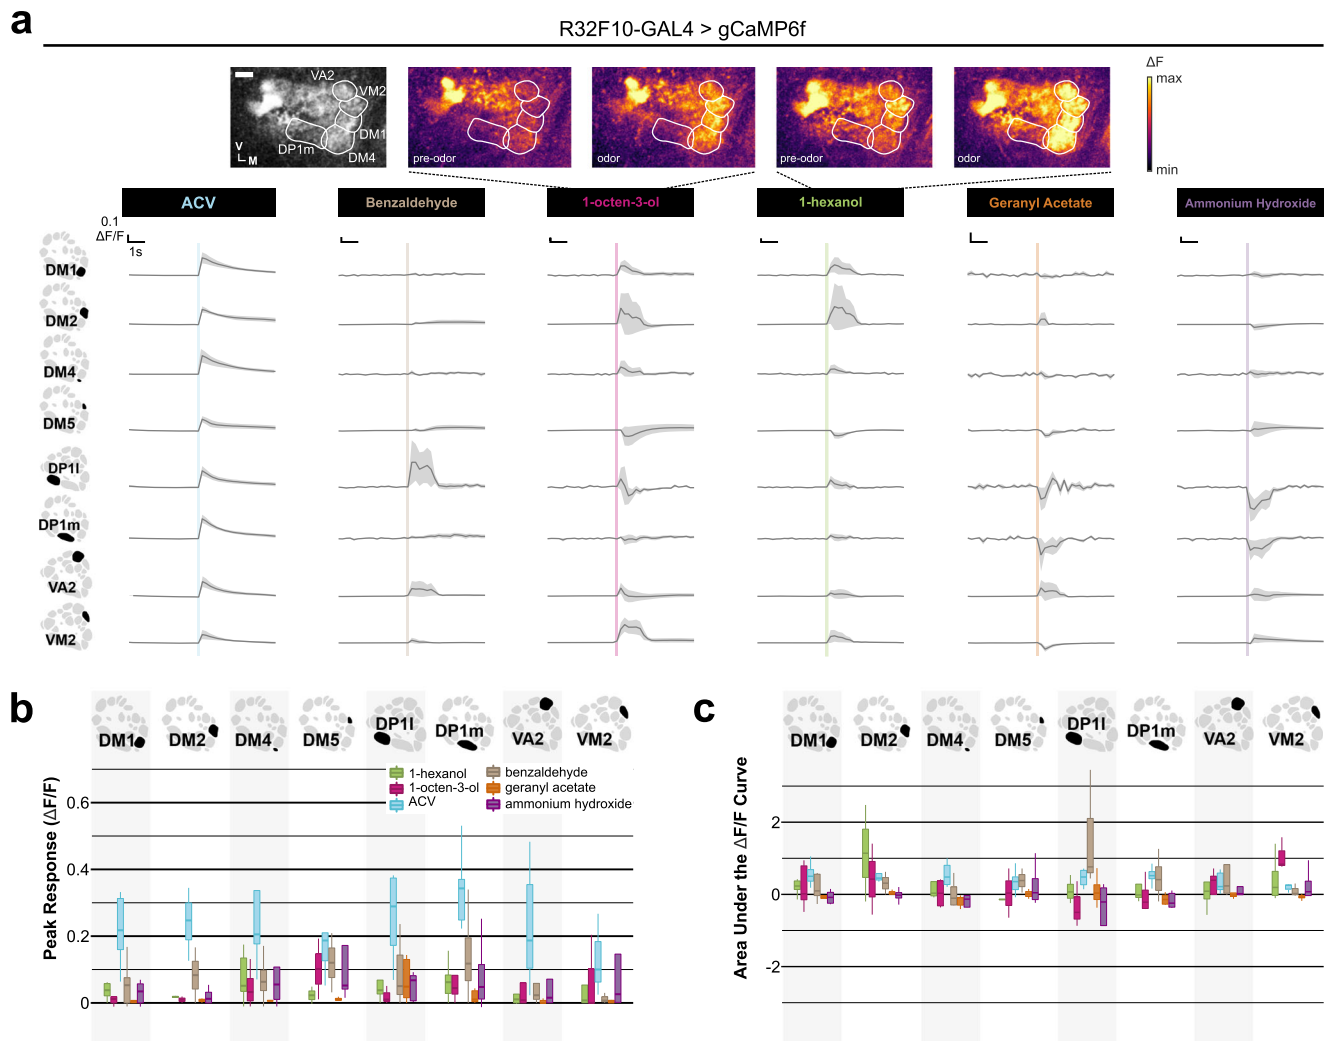 a
R32F10-GAL4 > gCaMP6f
VA2
VM2
DM1
DP1m
DM4
V
M
pre-odor
odor
pre-odor
odor
ΔF
max
min
ACV
Benzaldehyde
1-octen-3-ol
1-hexanol
Geranyl Acetate
Ammonium Hydroxide
0.1
ΔF/F
1s
DM1
DM2
DM4
DM5
DP1l
DP1m
VA2
VM2
b
DM1 DM2 DM4 DM5 DP1l DP1m VA2 VM2
1-hexanol
1-octen-3-ol
ACV
benzaldehyde
geranyl acetate
ammonium hydroxide
Peak Response (ΔF/F)
0.6
0.4
0.2
0
c
DM1 DM2 DM4 DM5 DP1l DP1m VA2 VM2
Area Under the ΔF/F Curve
2
0
-2